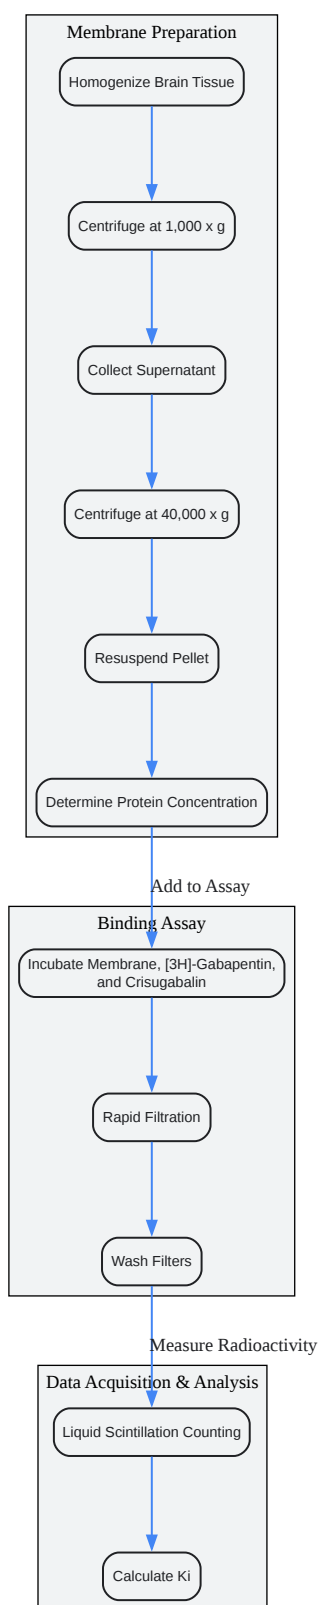 Membrane Preparation
Homogenize Brain Tissue
Centrifuge at 1,000 x g
Collect Supernatant
Centrifuge at 40,000 x g
Resuspend Pellet
Determine Protein Concentration
Add to Assay
Binding Assay
Incubate Membrane, [3H]-Gabapentin,
and Crisugabalin
Rapid Filtration
Wash Filters
Measure Radioactivity
Data Acquisition & Analysis
Liquid Scintillation Counting
Calculate Ki